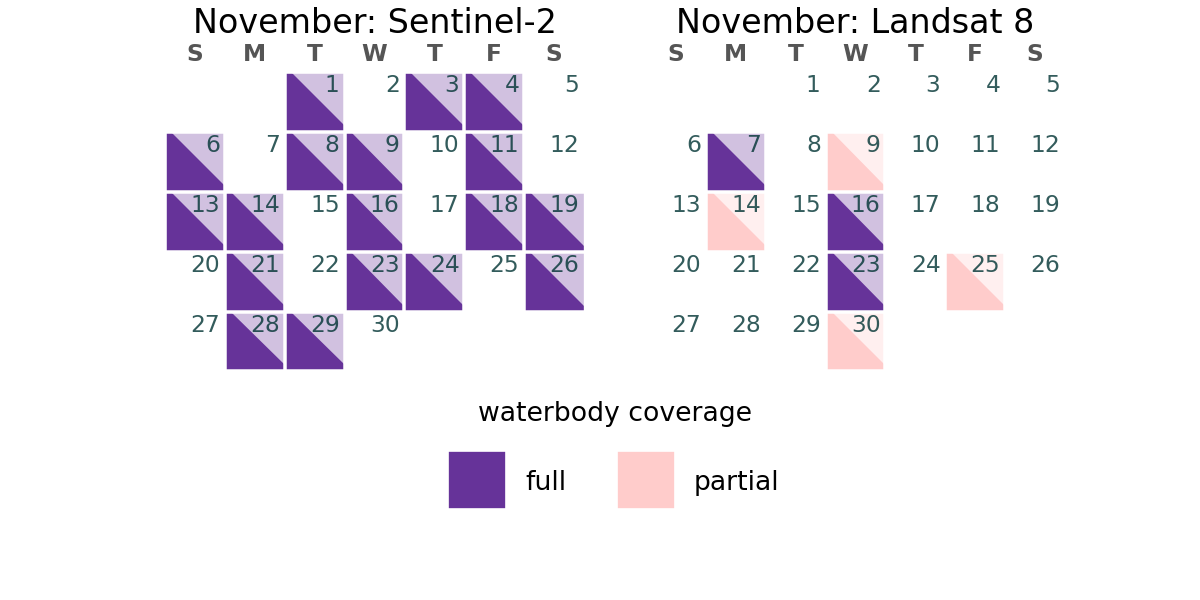 November: Sentinel-2
S M T W T F S
1 2 3 4 5
6 7 8 9 10 11 12
13 14 15 16 17 18 19
20 21 22 23 24 25 26
27 28 29 30
November: Landsat 8
S M T W T F S
1 2 3 4 5
6 7 8 9 10 11 12
13 14 15 16 17 18 19
20 21 22 23 24 25 26
27 28 29 30
waterbody coverage
full partial